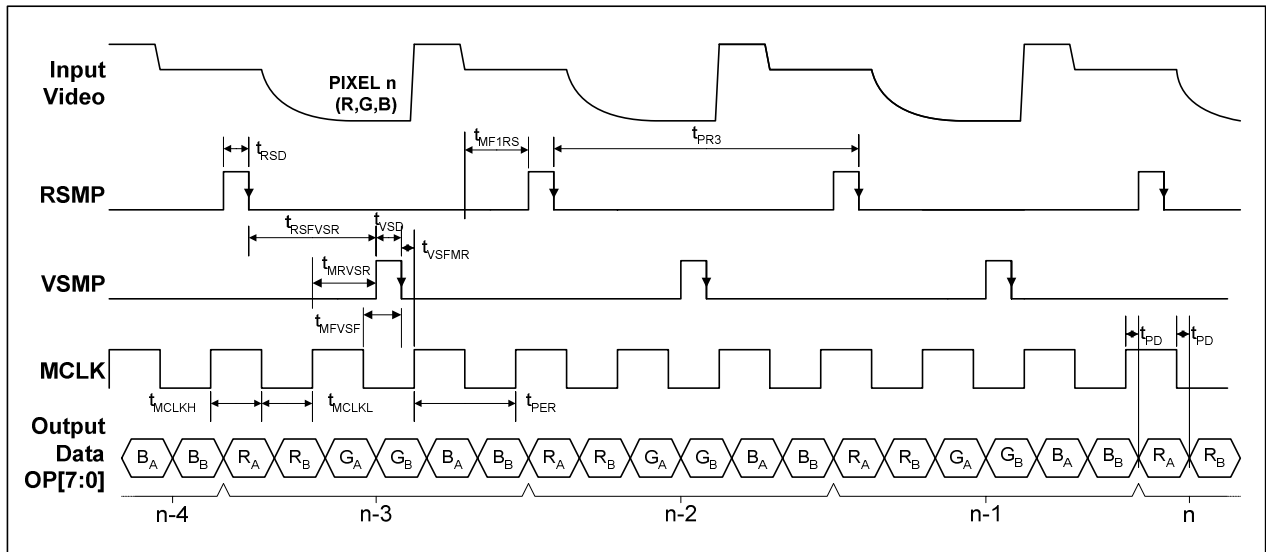 Input
Video
PIXEL n
(R,G,B)
tMF1RS
tPR3
tRSD
RSMP
tRSFVSR
tVSD
tVSFMR
tMRVSR
VSMP
tMFVSF
tPD
tPD
MCLK
tMCLKH
tMCLKL
tPER
Output
Data
OP[7:0]
BA BB RA RB GA GB BA BB RA RB GA GB BA BB RA RB GA GB BA BB RA RB
n-4 n-3 n-2 n-1 n